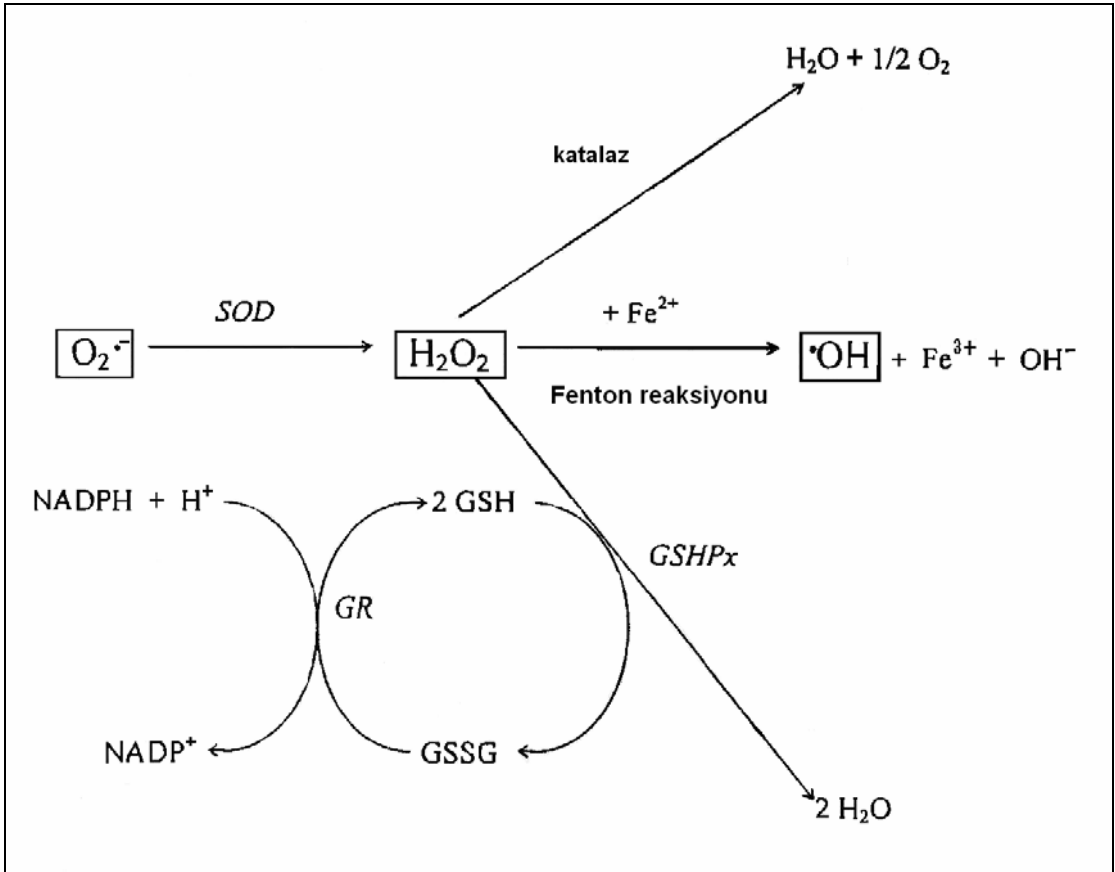 H₂O + 1/2 O₂
katalaz
SOD
+ Fe²⁺
O₂·⁻
H₂O₂
·OH + Fe³⁺ + OH⁻
Fenton reaksiyonu
NADPH + H⁺
2 GSH
GSHPx
GR
NADP⁺
GSSG
2 H₂O